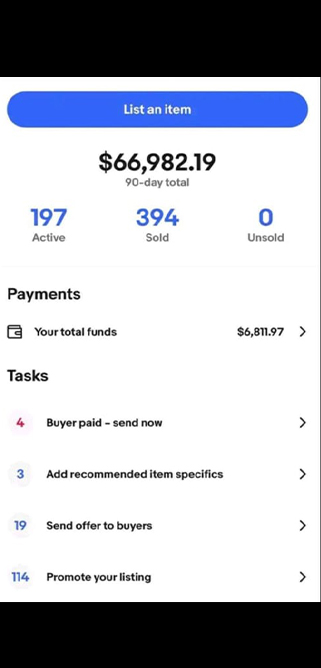 List an item
$66,982.19
90-day total
197 394 0
Active Sold Unsold
Payments
Your total funds $6,811.97
Tasks
4 Buyer paid - send now
3 Add recommended item specifics
19 Send offer to buyers
114 Promote your listing